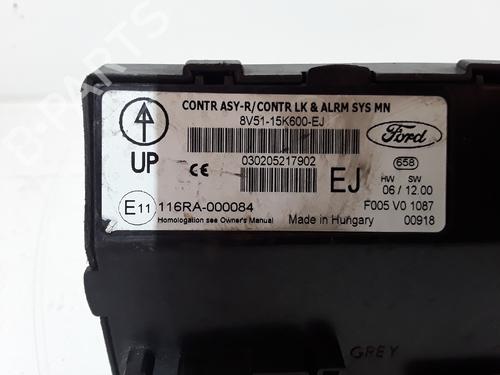 CONTR ASY-R/CONTR LK & ALRM SYS MN
8V51-15K600-EJ
Ford
UP
CE
030205217902
EJ
658
HW SW
06 / 12.00
E11 116RA-000084
F005 V0 1087
Homologation see Owner's Manual
Made in Hungary
00918
GREY
PARTS